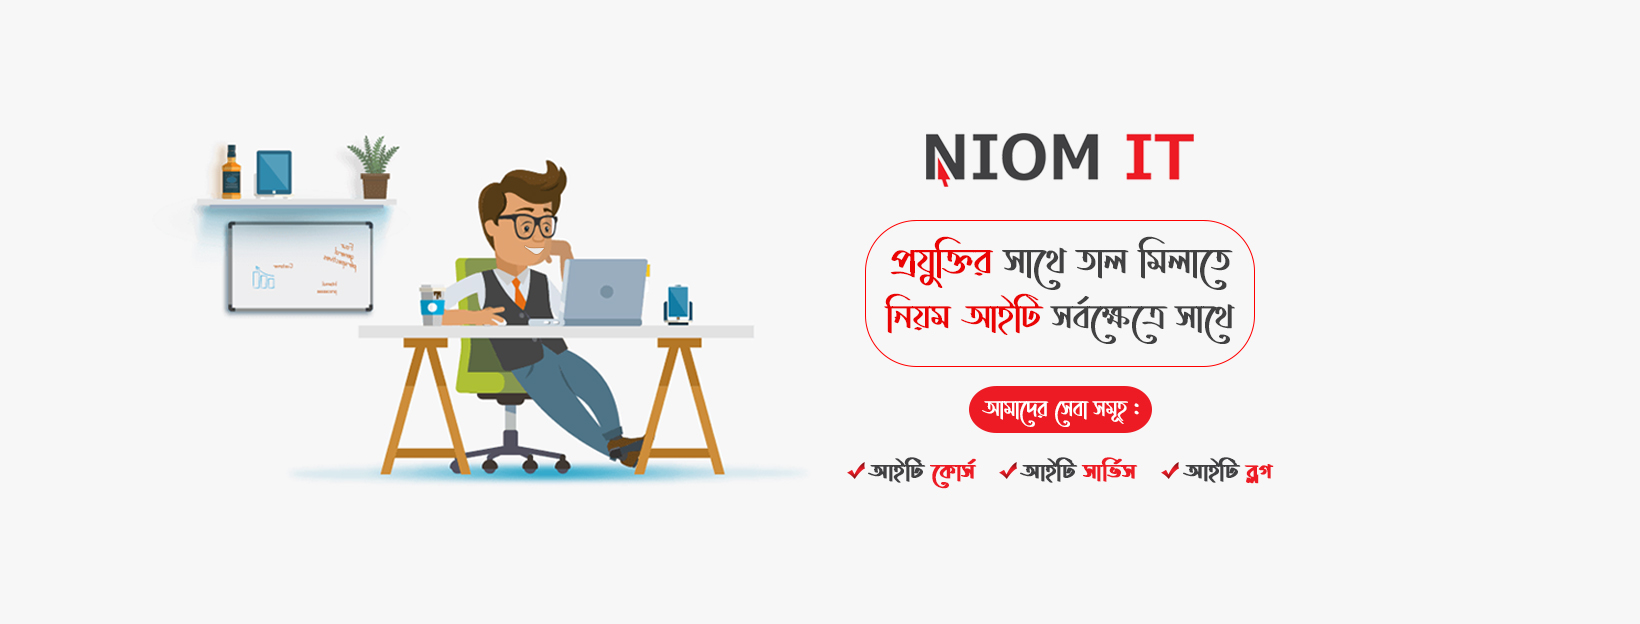 NIOM IT
প্রযুক্তির সাথে তাল মিলাতে
নিয়ম আইটি সর্বক্ষেত্রে সাথে
আমাদের সেবা সমূহ :
আইটি কোর্স আইটি সার্ভিস আইটি ব্লগ